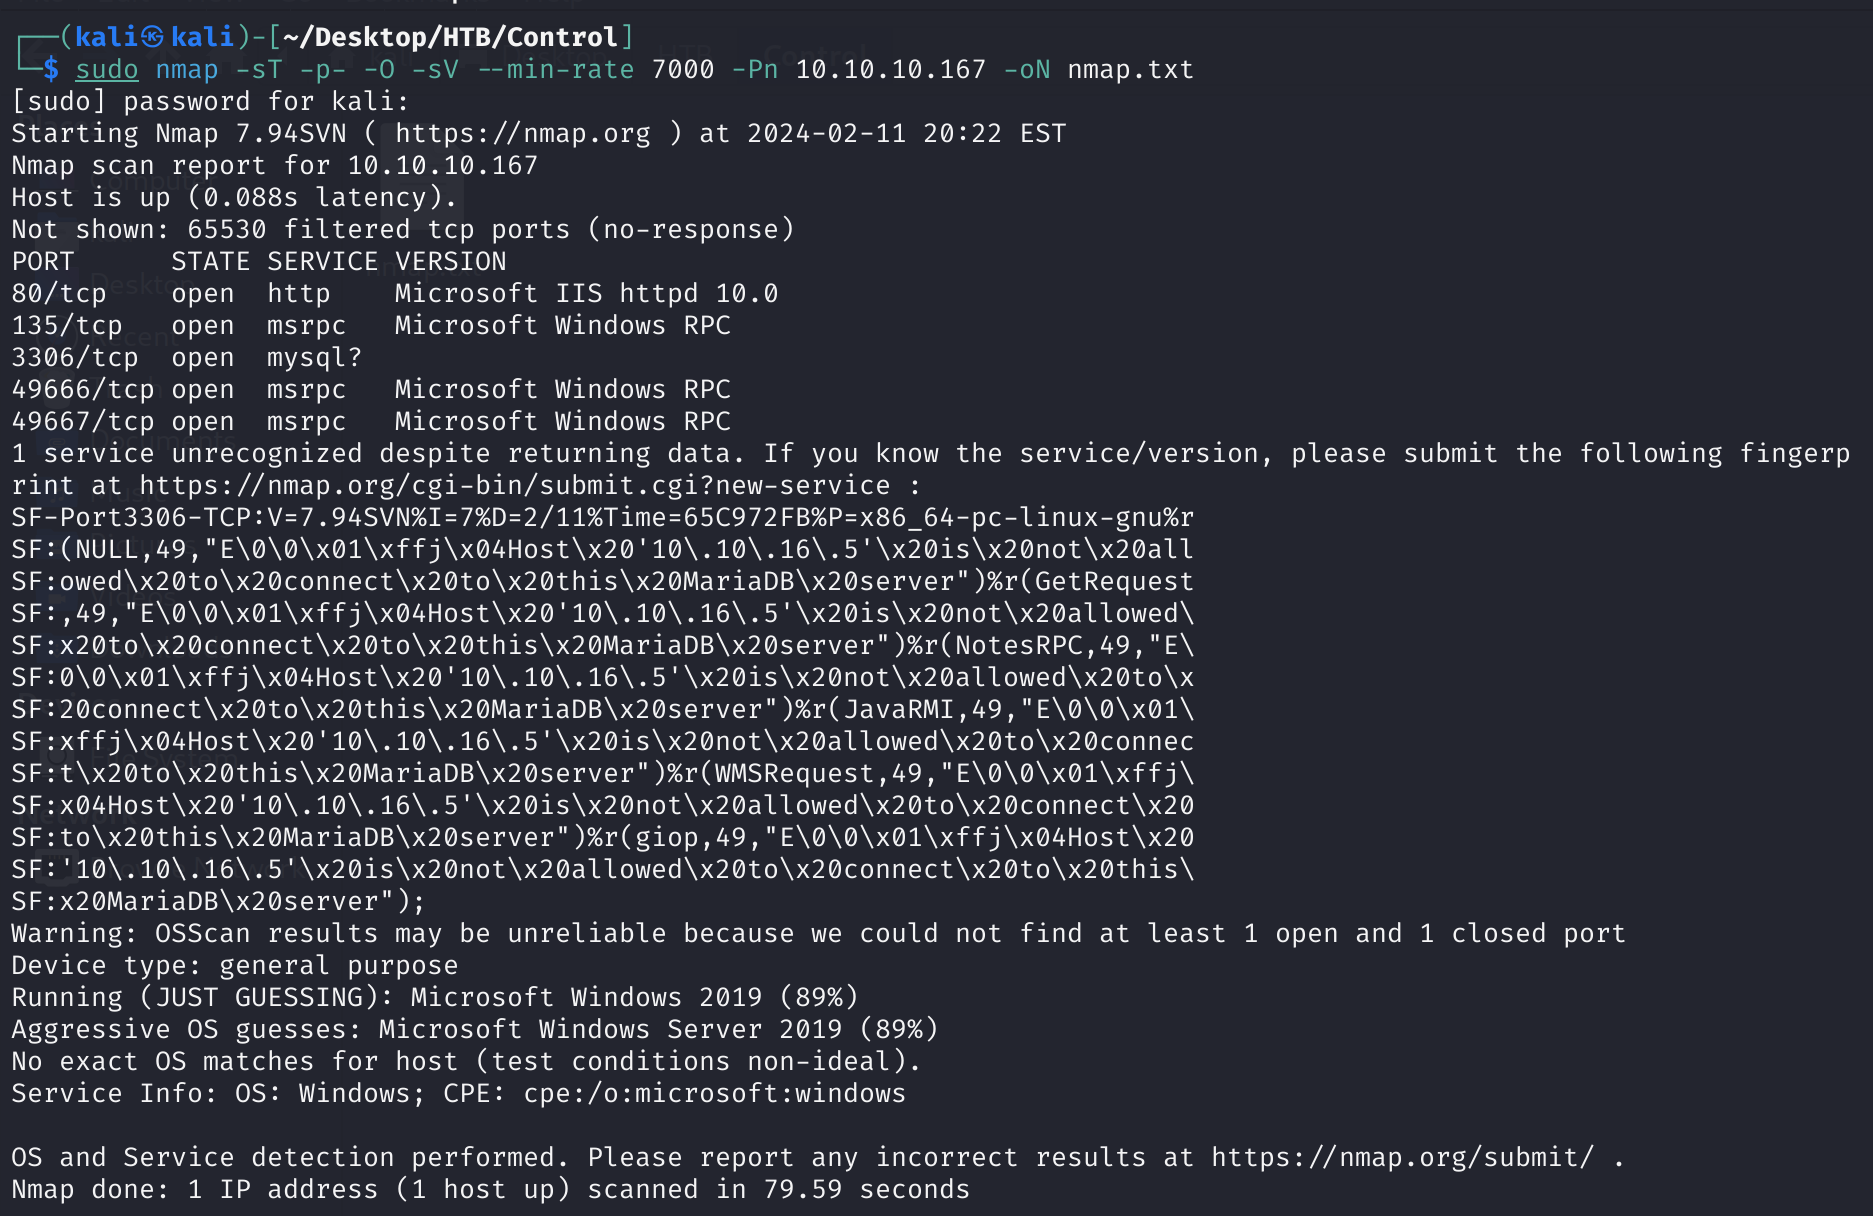 ┌──(kali㉿kali)-[~/Desktop/HTB/Control]
└─$ sudo nmap -sT -p- -O -sV --min-rate 7000 -Pn 10.10.10.167 -oN nmap.txt
[sudo] password for kali:
Starting Nmap 7.94SVN ( https://nmap.org ) at 2024-02-11 20:22 EST
Nmap scan report for 10.10.10.167
Host is up (0.088s latency).
Not shown: 65530 filtered tcp ports (no-response)
PORT      STATE SERVICE VERSION
80/tcp    open  http    Microsoft IIS httpd 10.0
135/tcp   open  msrpc   Microsoft Windows RPC
3306/tcp  open  mysql?
49666/tcp open  msrpc   Microsoft Windows RPC
49667/tcp open  msrpc   Microsoft Windows RPC
1 service unrecognized despite returning data. If you know the service/version, please submit the following fingerp
rint at https://nmap.org/cgi-bin/submit.cgi?new-service :
SF-Port3306-TCP:V=7.94SVN%I=7%D=2/11%Time=65C972FB%P=x86_64-pc-linux-gnu%r
SF:(NULL,49,"E\0\0\x01\xffj\x04Host\x20'10\.10\.16\.5'\x20is\x20not\x20all
SF:owed\x20to\x20connect\x20to\x20this\x20MariaDB\x20server")%r(GetRequest
SF:,49,"E\0\0\x01\xffj\x04Host\x20'10\.10\.16\.5'\x20is\x20not\x20allowed\
SF:x20to\x20connect\x20to\x20this\x20MariaDB\x20server")%r(NotesRPC,49,"E\
SF:0\0\x01\xffj\x04Host\x20'10\.10\.16\.5'\x20is\x20not\x20allowed\x20to\x
SF:20connect\x20to\x20this\x20MariaDB\x20server")%r(JavaRMI,49,"E\0\0\x01\
SF:xffj\x04Host\x20'10\.10\.16\.5'\x20is\x20not\x20allowed\x20to\x20connec
SF:t\x20to\x20this\x20MariaDB\x20server")%r(WMSRequest,49,"E\0\0\x01\xffj\
SF:x04Host\x20'10\.10\.16\.5'\x20is\x20not\x20allowed\x20to\x20connect\x20
SF:to\x20this\x20MariaDB\x20server")%r(giop,49,"E\0\0\x01\xffj\x04Host\x20
SF:'10\.10\.16\.5'\x20is\x20not\x20allowed\x20to\x20connect\x20to\x20this\
SF:x20MariaDB\x20server");
Warning: OSScan results may be unreliable because we could not find at least 1 open and 1 closed port
Device type: general purpose
Running (JUST GUESSING): Microsoft Windows 2019 (89%)
Aggressive OS guesses: Microsoft Windows Server 2019 (89%)
No exact OS matches for host (test conditions non-ideal).
Service Info: OS: Windows; CPE: cpe:/o:microsoft:windows
OS and Service detection performed. Please report any incorrect results at https://nmap.org/submit/ .
Nmap done: 1 IP address (1 host up) scanned in 79.59 seconds